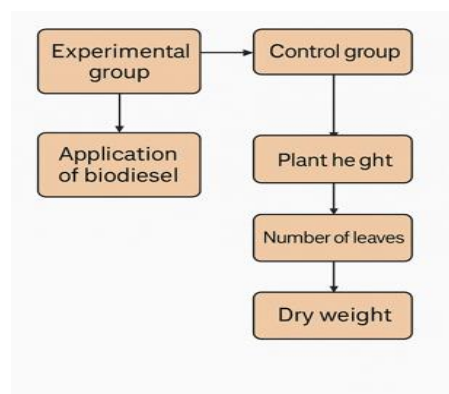 Experimental
group
Control group
Application
of biodiesel
Plant he ght
Number of leaves
Dry weight